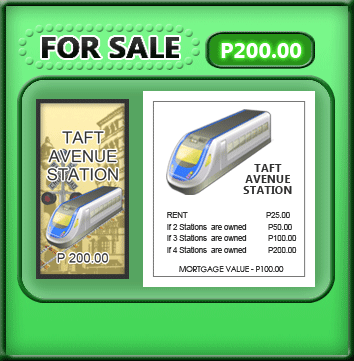 FOR SALE P200.00
TAFT
AVENUE
STATION
P 200.00
TAFT
AVENUE
STATION
RENT P25.00
If 2 Stations are owned P50.00
If 3 Stations are owned P100.00
If 4 Stations are owned P200.00
MORTGAGE VALUE - P100.00